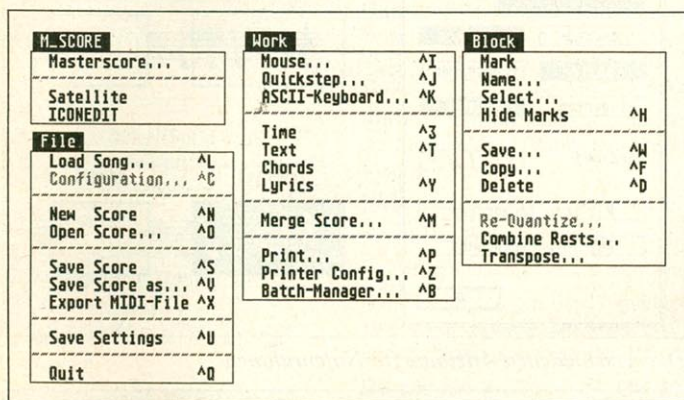 M_SCORE
Masterscore...
Satellite
ICONEDIT
File
Load Song... ^L
Configuration... ^C
New Score ^N
Open Score... ^O
Save Score ^S
Save Score as... ^V
Export MIDI-File ^X
Save Settings ^U
Quit ^Q
Work
Mouse... ^I
Quickstep... ^J
ASCII-Keyboard... ^K
Time ^3
Text ^T
Chords
Lyrics ^Y
Merge Score... ^M
Print... ^P
Printer Config... ^Z
Batch-Manager... ^B
Block
Mark
Name...
Select...
Hide Marks ^H
Save... ^W
Copy... ^F
Delete ^D
Re-Quantize...
Combine Rests...
Transpose...